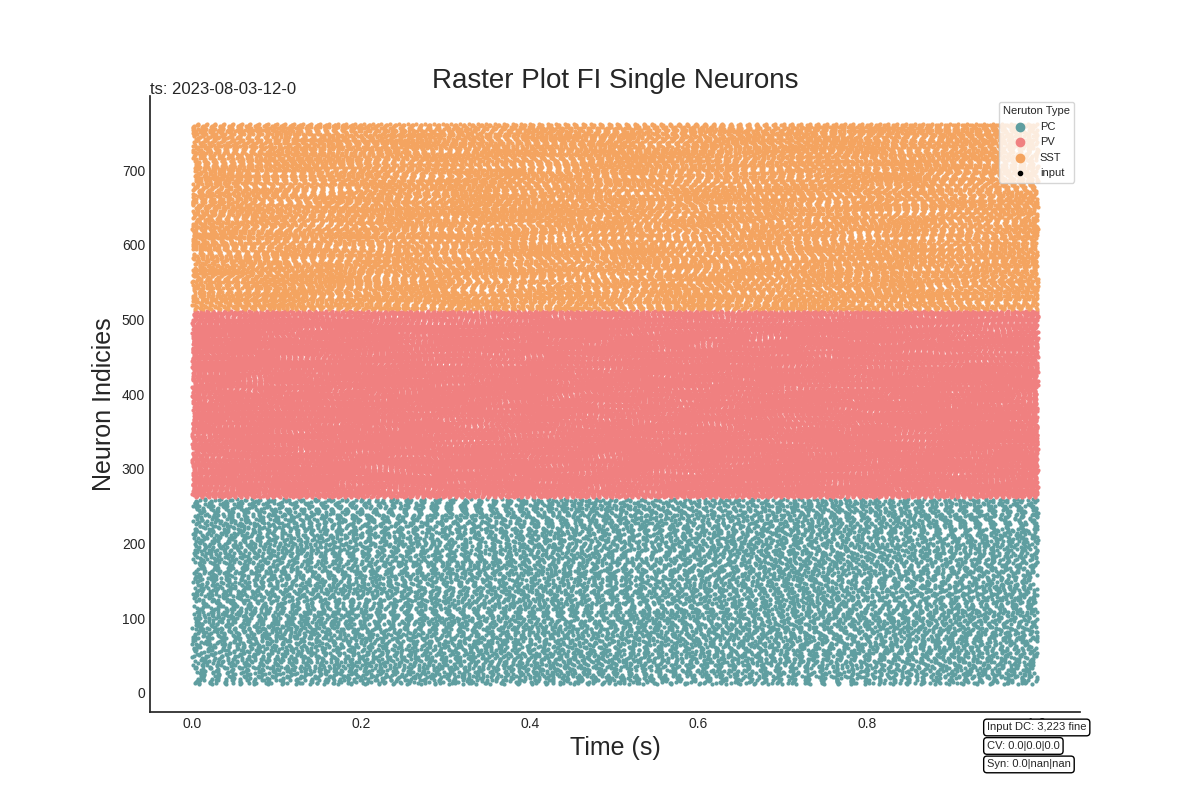 Raster Plot FI Single Neurons
ts: 2023-08-03-12-0
Neruton Type
PC
PV
SST
input
Neuron Indicies
700
600
500
400
300
200
100
0
0.0 0.2 0.4 0.6 0.8
Time (s)
Input DC: 3,223 fine
CV: 0.0|0.0|0.0
Syn: 0.0|nan|nan